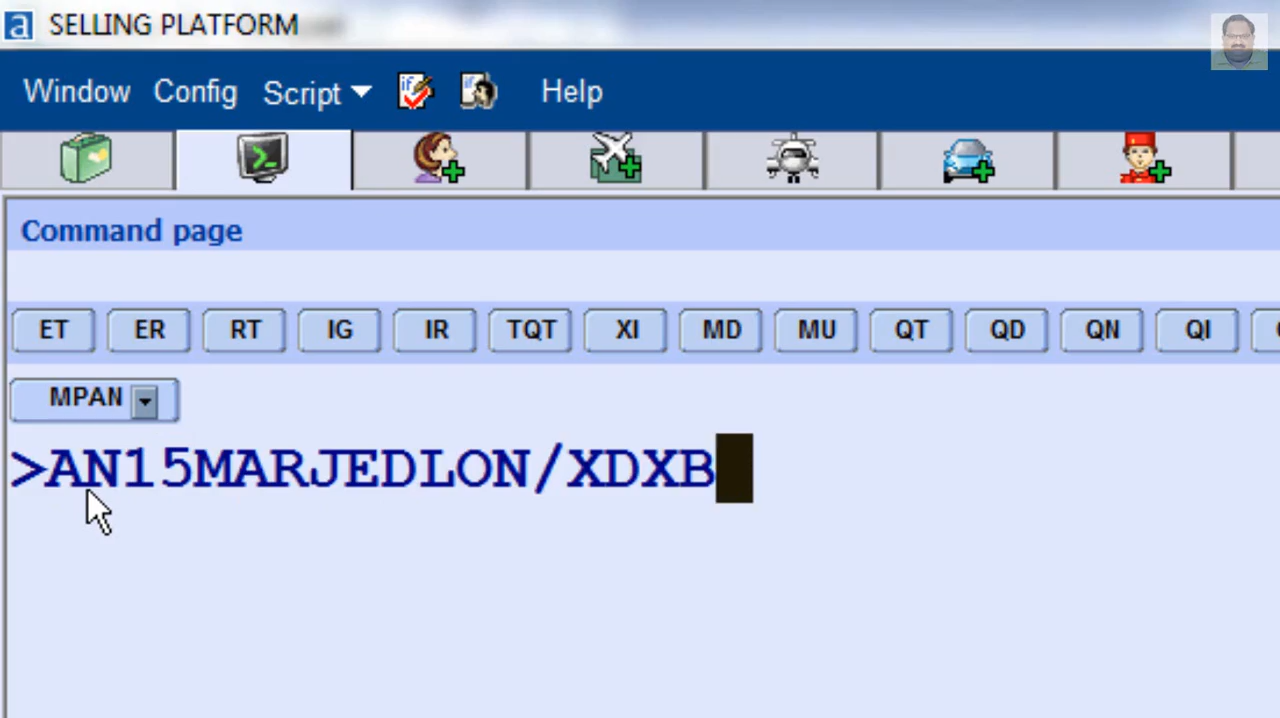 a SELLING PLATFORM
Window Config Script Help
Command page
ET ER RT IG IR TQT XI MD MU QT QD QN QI
MPAN
>AN15MARJEDLON/XDXB